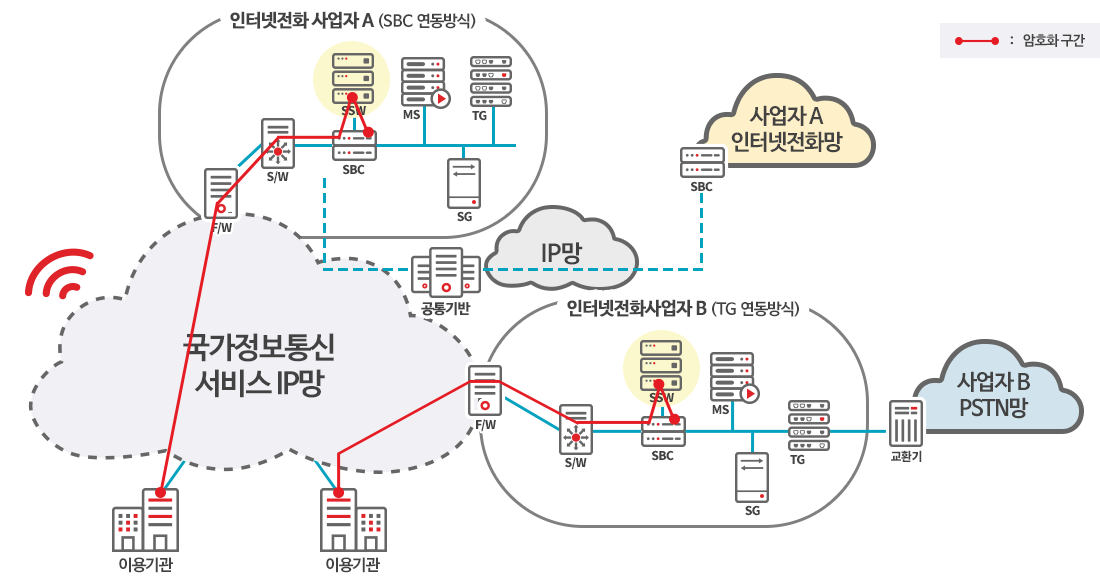 인터넷전화 사업자 A (SBC 연동방식)
: 암호화 구간
SSW
MS
TG
사업자 A
인터넷전화망
S/W
SBC
SBC
SG
F/W
IP망
공통기반
인터넷전화사업자 B (TG 연동방식)
국가정보통신
서비스 IP망
SSW
MS
사업자 B
PSTN망
F/W
S/W
SBC
TG
교환기
SG
이용기관
이용기관